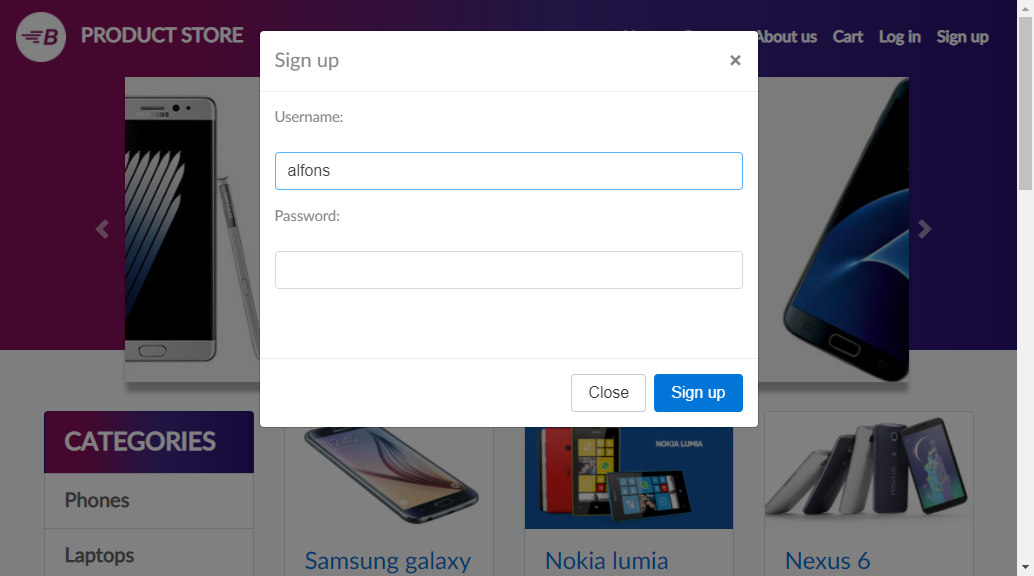 PRODUCT STORE
About us Cart Log in Sign up
Sign up ×
Username:
alfons
Password:
Close Sign up
SAMSUNG
CATEGORIES
Phones
Laptops
NOKIA LUMIA
Samsung galaxy
Nokia lumia
Nexus 6